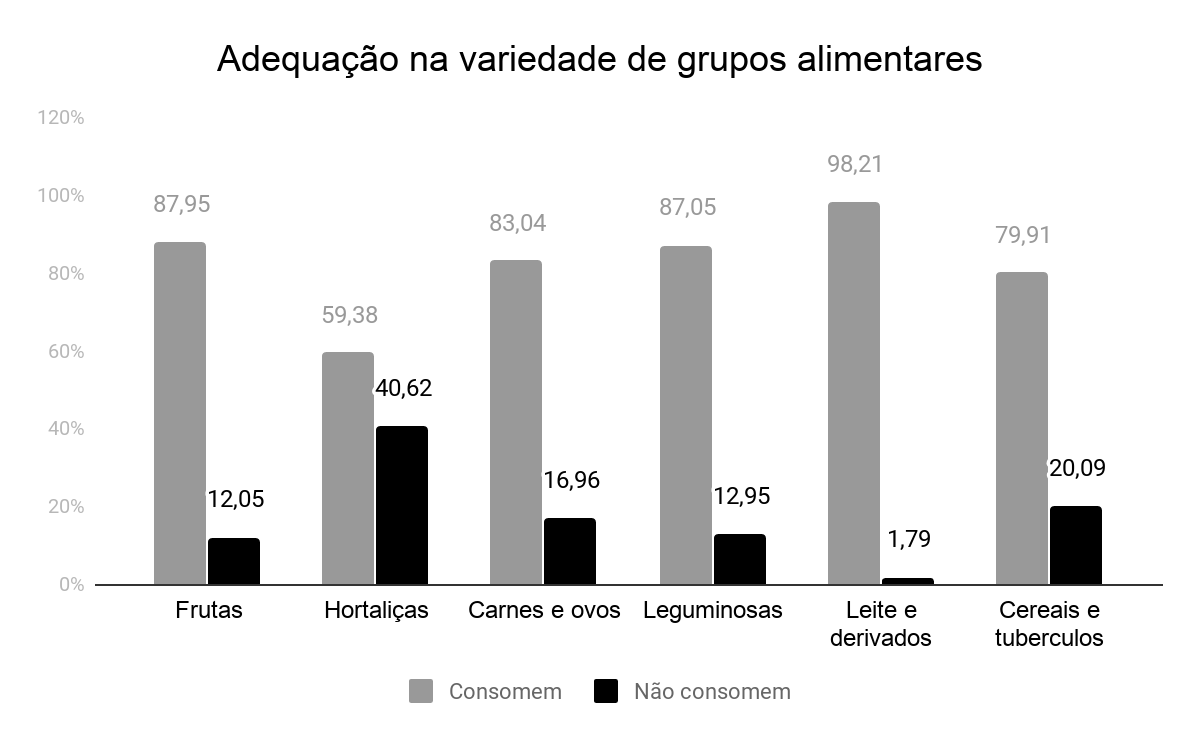 Adequação na variedade de grupos alimentares
120%
100%
80%
60%
40%
20%
0%
87,95
12,05
59,38
40,62
83,04
16,96
87,05
12,95
98,21
1,79
79,91
20,09
Frutas
Hortaliças
Carnes e ovos
Leguminosas
Leite e
derivados
Cereais e
tuberculos
Consomem
Não consomem